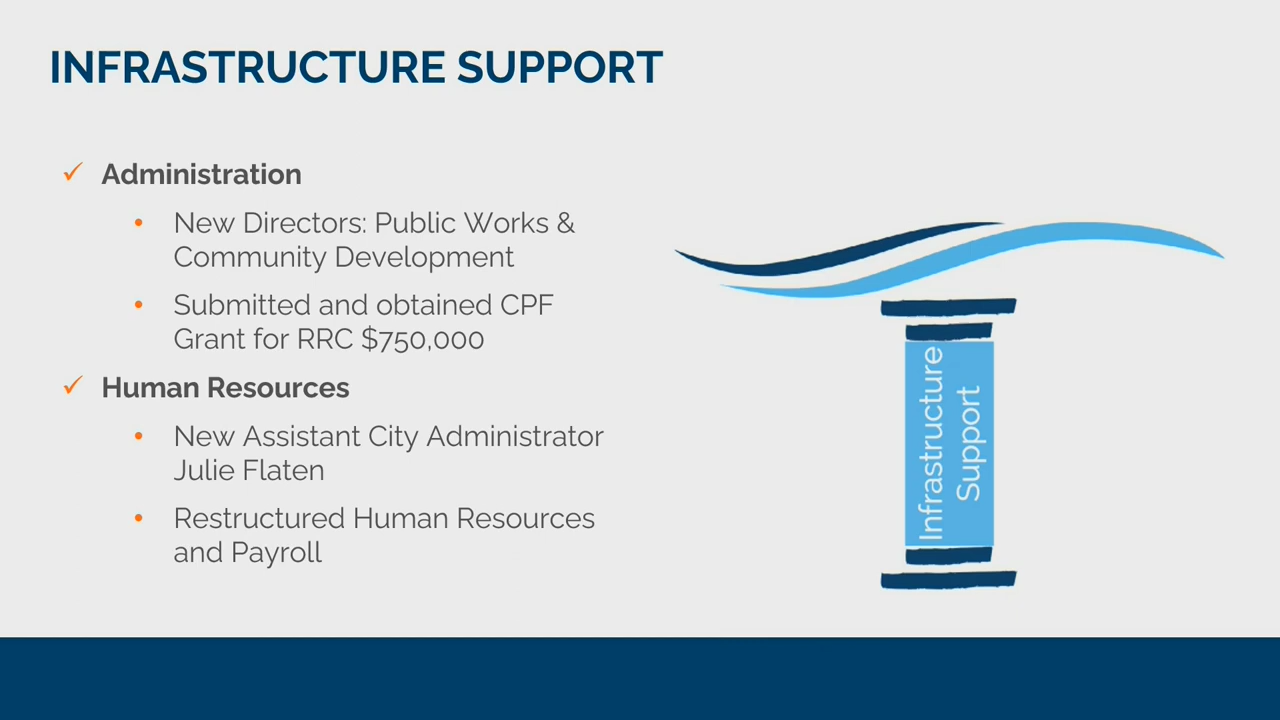 INFRASTRUCTURE SUPPORT
Administration
New Directors: Public Works &
Community Development
Submitted and obtained CPF
Grant for RRC $750,000
Human Resources
New Assistant City Administrator
Julie Flaten
Restructured Human Resources
and Payroll
Infrastructure
Support